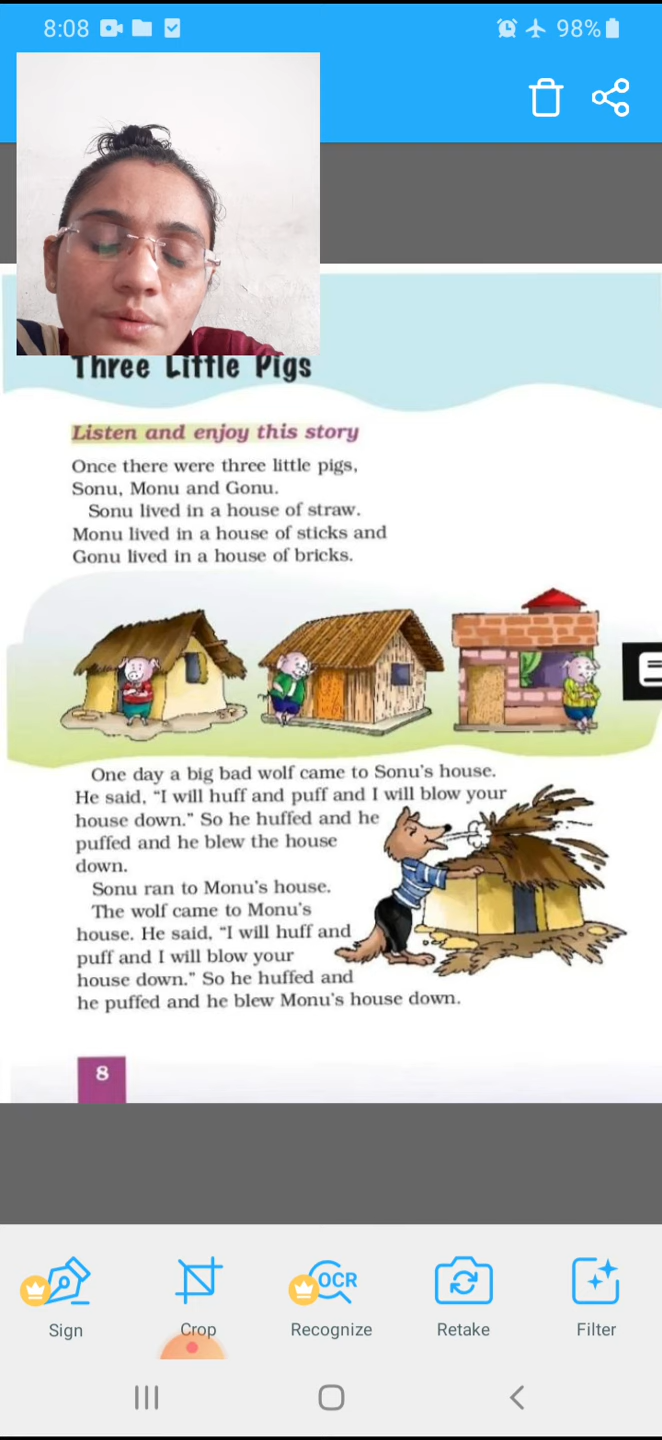 8:08
98%
Three Little Pigs
Listen and enjoy this story
Once there were three little pigs,
Sonu, Monu and Gonu.
Sonu lived in a house of straw.
Monu lived in a house of sticks and
Gonu lived in a house of bricks.
One day a big bad wolf came to Sonu's house.
He said, "I will huff and puff and I will blow your
house down." So he huffed and he
puffed and he blew the house
down.
Sonu ran to Monu's house.
The wolf came to Monu's
house. He said, "I will huff and
puff and I will blow your
house down." So he huffed and
he puffed and he blew Monu's house down.
8
OCR
Sign
Crop
Recognize
Retake
Filter